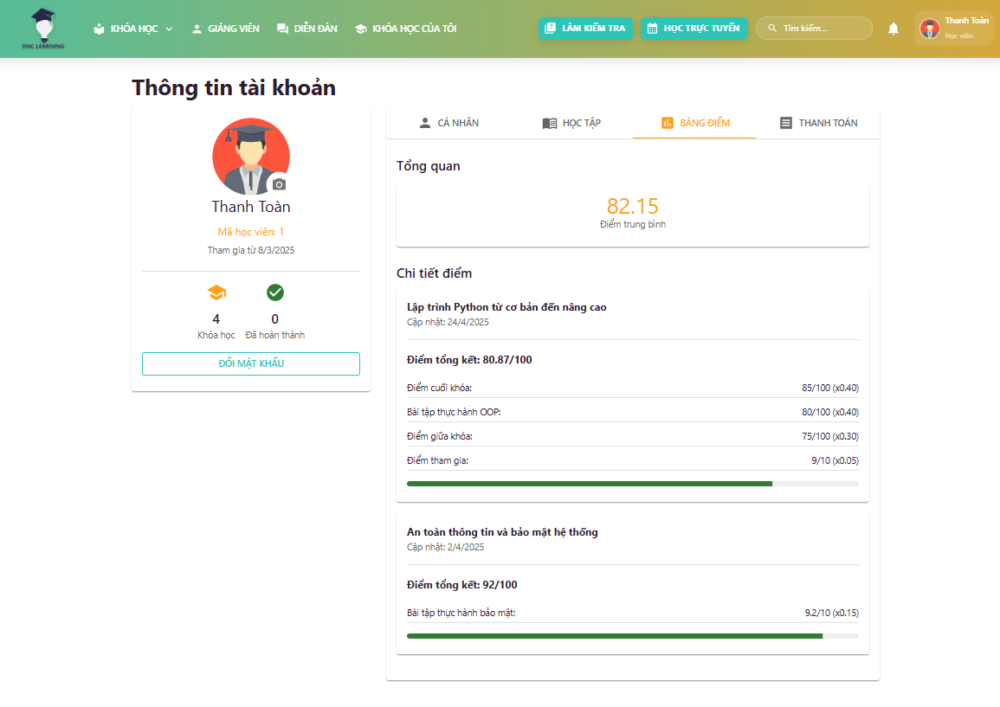 DNC LEARNING
KHÓA HỌC
GIẢNG VIÊN
DIỄN ĐÀN
KHÓA HỌC CỦA TÔI
LÀM KIỂM TRA
HỌC TRỰC TUYẾN
Tìm kiếm...
Thanh Toàn
Học viên
Thông tin tài khoản
Thanh Toàn
Mã học viên: 1
Tham gia từ 8/3/2025
4
Khóa học
0
Đã hoàn thành
ĐỔI MẬT KHẨU
CÁ NHÂN
HỌC TẬP
BẢNG ĐIỂM
THANH TOÁN
Tổng quan
82.15
Điểm trung bình
Chi tiết điểm
Lập trình Python từ cơ bản đến nâng cao
Cập nhật: 24/4/2025
Điểm tổng kết: 80.87/100
Điểm cuối khóa: 85/100 (x0.40)
Bài tập thực hành OOP: 80/100 (x0.40)
Điểm giữa khóa: 75/100 (x0.30)
Điểm tham gia: 9/10 (x0.05)
An toàn thông tin và bảo mật hệ thống
Cập nhật: 2/4/2025
Điểm tổng kết: 92/100
Bài tập thực hành bảo mật: 9.2/10 (x0.15)